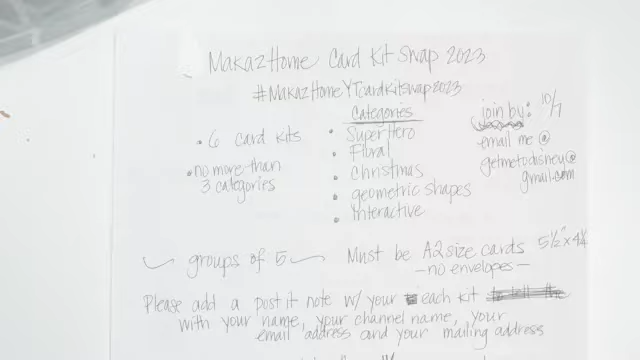 MakazHome Card Kit Swap 2023
#MakazHomeYTcardkitswap2023
• 6 card kits
• no more than
3 categories
Categories
• SuperHero
• Floral
• Christmas
• geometric shapes
• Interactive
join by: 10/7
email me @
getmetodisney@
gmail.com
groups of 5
Must be A2 size cards 5½" x 4¼
- no envelopes -
Please add a post it note w/ your each kit
with your name, your channel name, your
email address and your mailing address